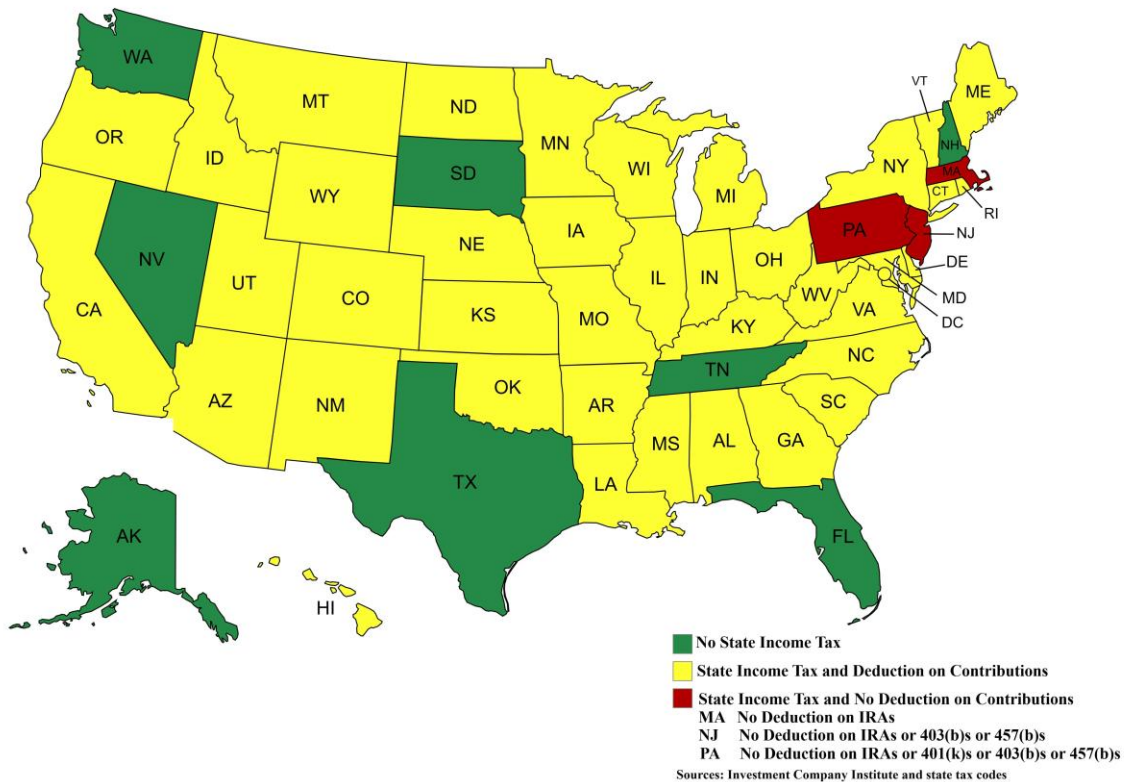 WA
MT
ND
MN
VT
ME
OR
ID
SD
WI
NY
NH
MA
WY
MI
CT
RI
IA
PA
NJ
NV
NE
OH
DE
UT
IL
IN
MD
CA
CO
WV
VA
DC
KS
MO
KY
NC
TN
AZ
NM
OK
AR
SC
MS
AL
GA
TX
LA
AK
FL
HI
No State Income Tax
State Income Tax and Deduction on Contributions
State Income Tax and No Deduction on Contributions
MA No Deduction on IRAs
NJ No Deduction on IRAs or 403(b)s or 457(b)s
PA No Deduction on IRAs or 401(k)s or 403(b)s or 457(b)s
Sources: Investment Company Institute and state tax codes